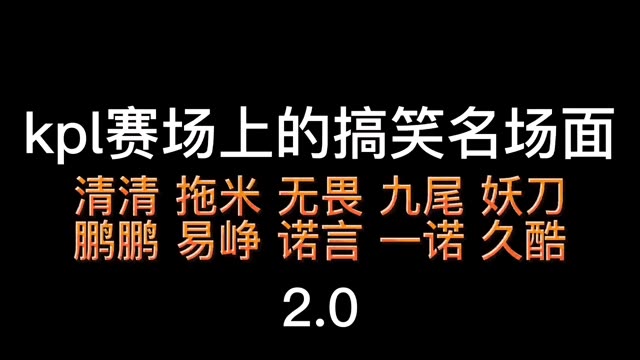 kpl赛场上的搞笑名场面
清清 拖米 无畏 九尾 妖刀
鹏鹏 易峥 诺言 一诺 久酷
2.0